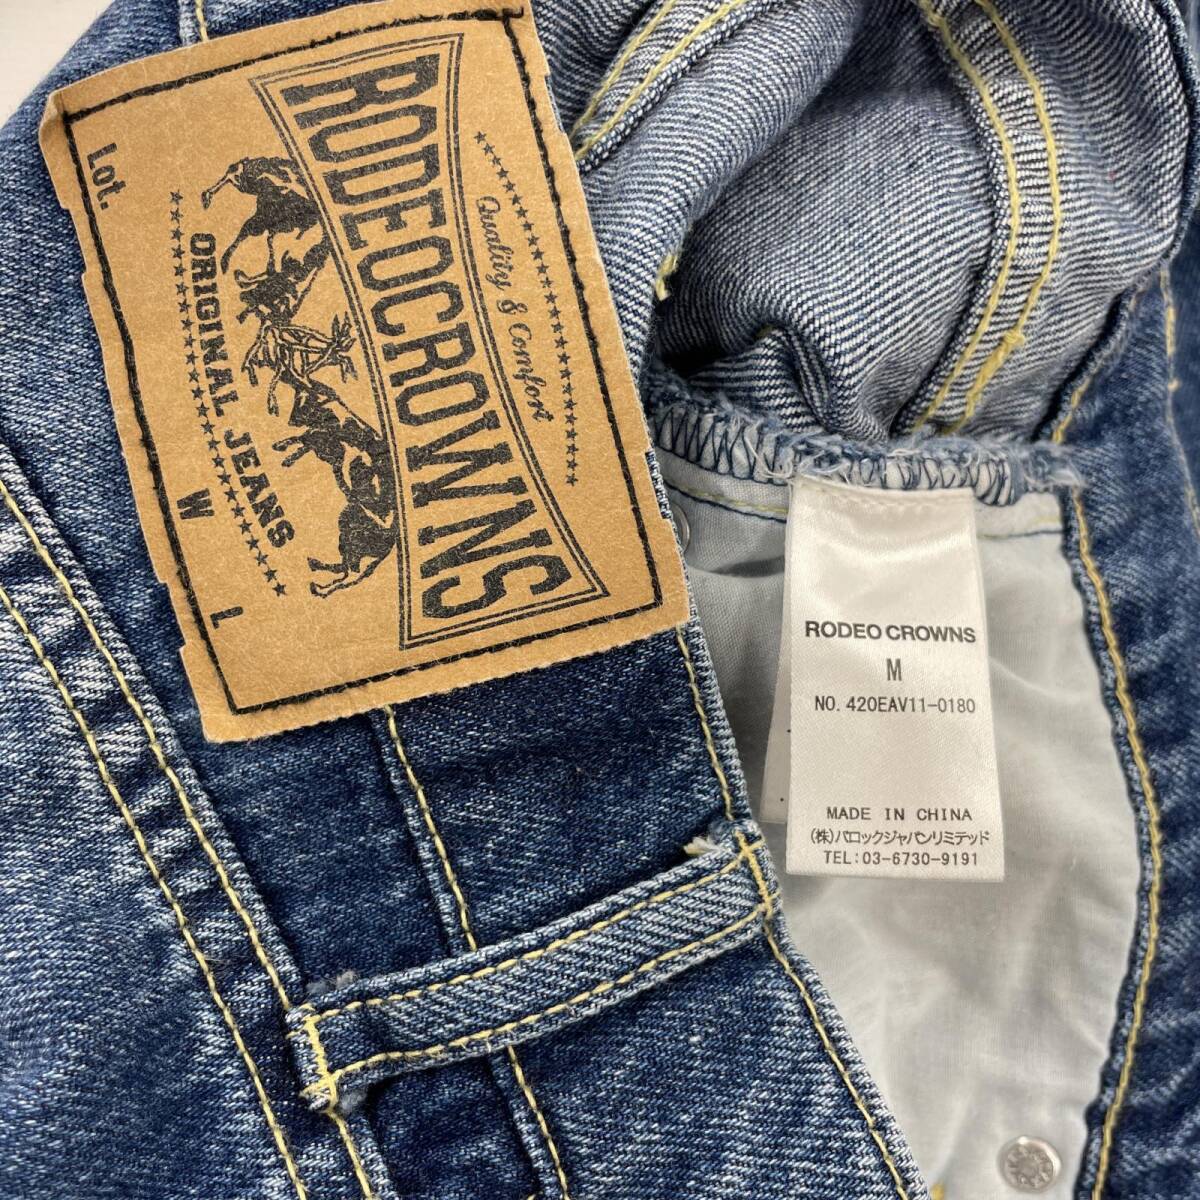 Quality & Comfort
RODEOCROWNS
ORIGINAL JEANS
Lot.
W
L
RODEO CROWNS
M
NO. 420EAV11-0180
MADE IN CHINA
(株)バロックジャパンリミテッド
TEL:03-6730-9191